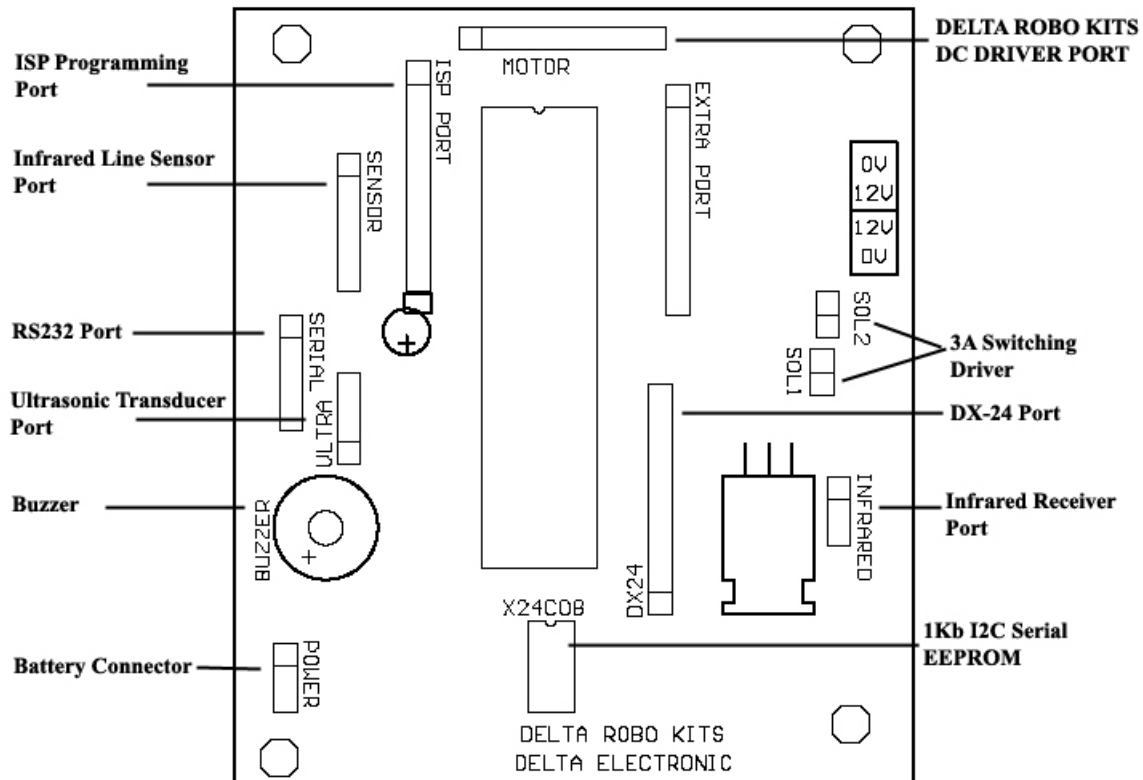 DELTA ROBO KITS
DC DRIVER PORT
ISP Programming
Port
MOTOR
ISP PORT
EXTRA PORT
Infrared Line Sensor
Port
SENSOR
0V
12V
12V
0V
RS232 Port
SERIAL
SOL2
3A Switching
Driver
SOL1
Ultrasonic Transducer
Port
ULTRA
DX-24 Port
Buzzer
BUZZER
+
+
INFRARED
Infrared Receiver
Port
DX24
X24C08
1Kb I2C Serial
EEPROM
Battery Connector
POWER
DELTA ROBO KITS
DELTA ELECTRONIC